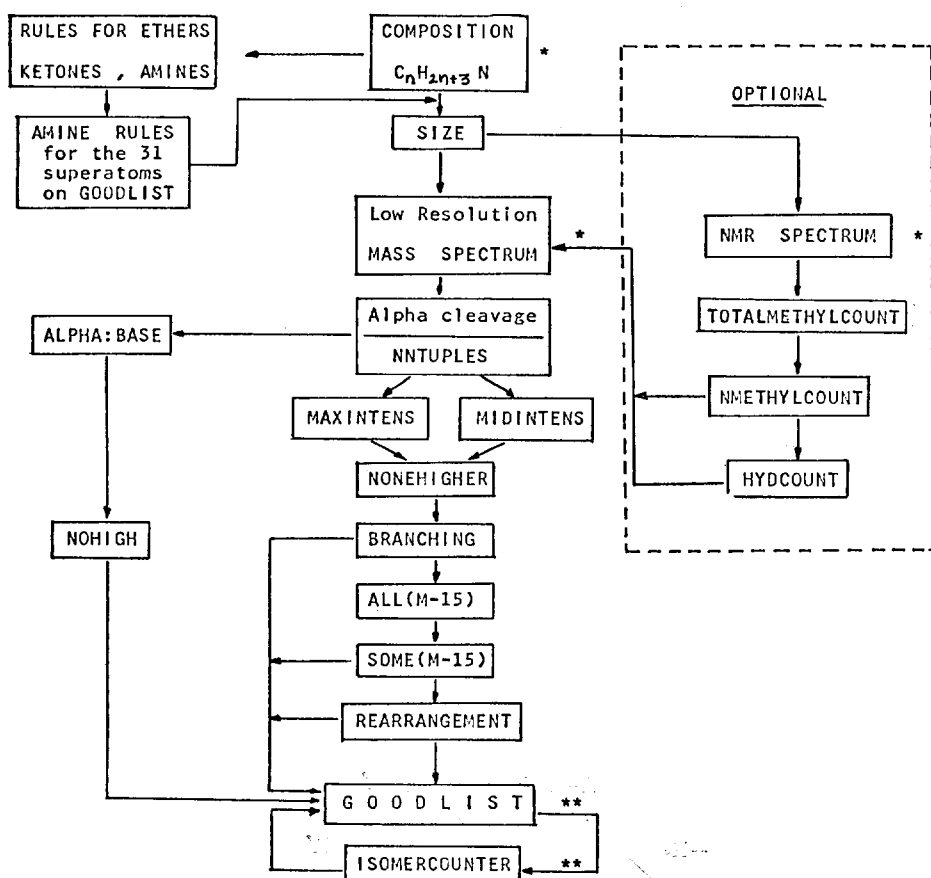 RULES FOR ETHERS
KETONES , AMINES
COMPOSITION
CnH2n+3 N
*
AMINE RULES
for the 31
superatoms
on GOODLIST
SIZE
OPTIONAL
Low Resolution
MASS SPECTRUM
*
NMR SPECTRUM
*
Alpha cleavage
NNTUPLES
ALPHA:BASE
TOTALMETHYLCOUNT
MAXINTENS
MIDINTENS
NMETHYLCOUNT
NONEHIGHER
HYDCOUNT
NOHIGH
BRANCHING
ALL(M-15)
SOME(M-15)
REARRANGEMENT
G O O D L I S T
**
ISOMERCOUNTER
**